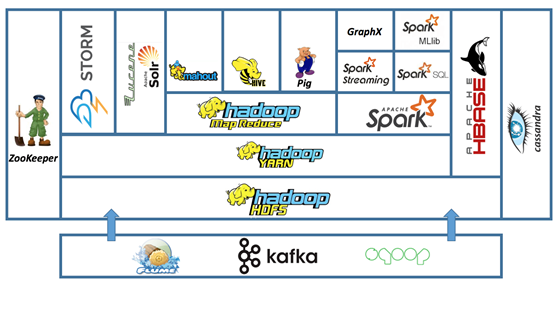 ZooKeeper
STORM
Lucene
Apache
Solr
mahout
HIVE
Pig
GraphX
Spark
MLlib
Spark
Streaming
Spark SQL
hadoop
Map Reduce
APACHE
Spark
APACHE
HBASE
cassandra
hadoop
YARN
hadoop
HDFS
FLUME
kafka
sqoop